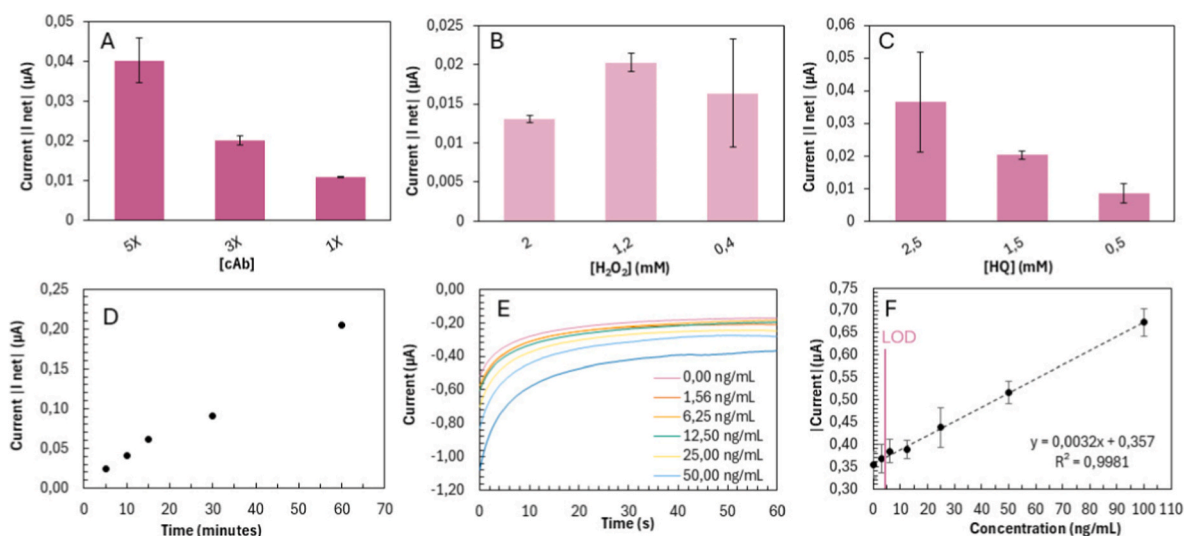 A
Current |I net| (µA)
0,05
0,04
0,03
0,02
0,01
0
5X
3X
1X
[cAb]
B
Current |I net| (µA)
0,025
0,02
0,015
0,01
0,005
0
2
1,2
0,4
[H₂O₂] (mM)
C
Current |I net| (µA)
0,06
0,05
0,04
0,03
0,02
0,01
0
2,5
1,5
0,5
[HQ] (mM)
D
Current |I net| (µA)
0,25
0,20
0,15
0,10
0,05
0,00
0 10 20 30 40 50 60 70
Time (minutes)
E
Current (µA)
0,00
-0,20
-0,40
-0,60
-0,80
-1,00
-1,20
0,00 ng/mL
1,56 ng/mL
6,25 ng/mL
12,50 ng/mL
25,00 ng/mL
50,00 ng/mL
0 20 40 60
Time (s)
F
|Current|(µA)
0,75
0,70
0,65
0,60
0,55
0,50
0,45
0,40
0,35
0,30
LOD
y = 0,0032x + 0,357
R² = 0,9981
0 10 20 30 40 50 60 70 80 90 100 110
Concentration (ng/mL)